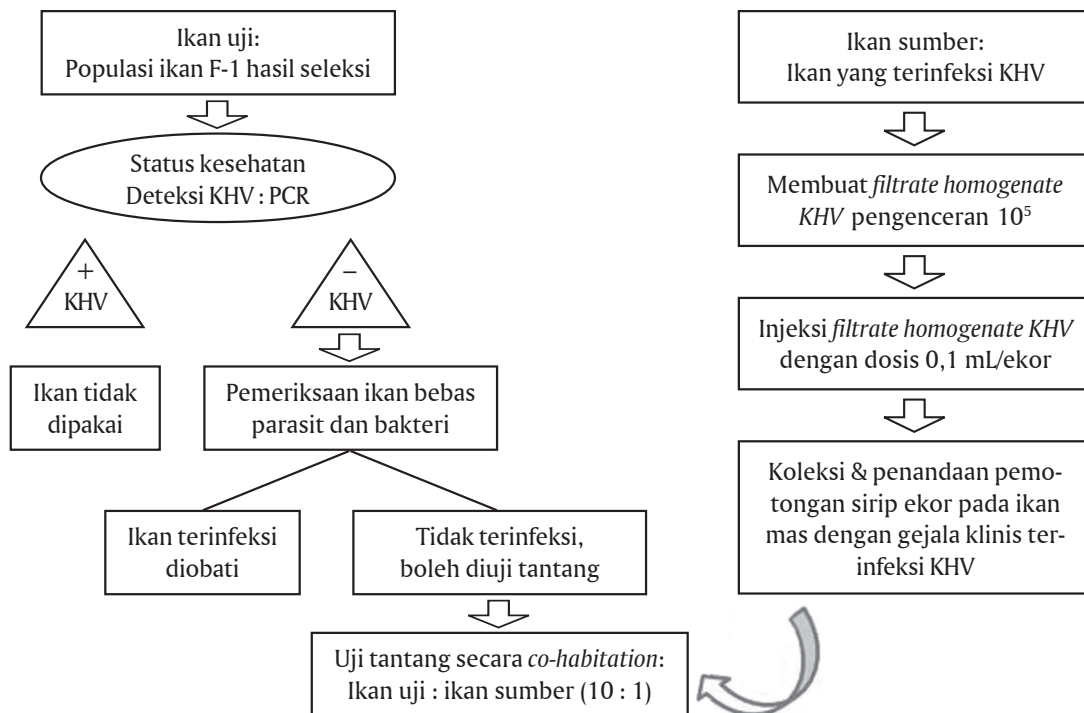 Ikan uji:
Populasi ikan F-1 hasil seleksi
Status kesehatan
Deteksi KHV : PCR
+
KHV
–
KHV
Ikan tidak
dipakai
Pemeriksaan ikan bebas
parasit dan bakteri
Ikan terinfeksi
diobati
Tidak terinfeksi,
boleh diuji tantang
Uji tantang secara co-habitation:
Ikan uji : ikan sumber (10 : 1)
Ikan sumber:
Ikan yang terinfeksi KHV
Membuat filtrate homogenate
KHV pengenceran 10⁵
Injeksi filtrate homogenate KHV
dengan dosis 0,1 mL/ekor
Koleksi & penandaan pemo-
tongan sirip ekor pada ikan
mas dengan gejala klinis ter-
infeksi KHV